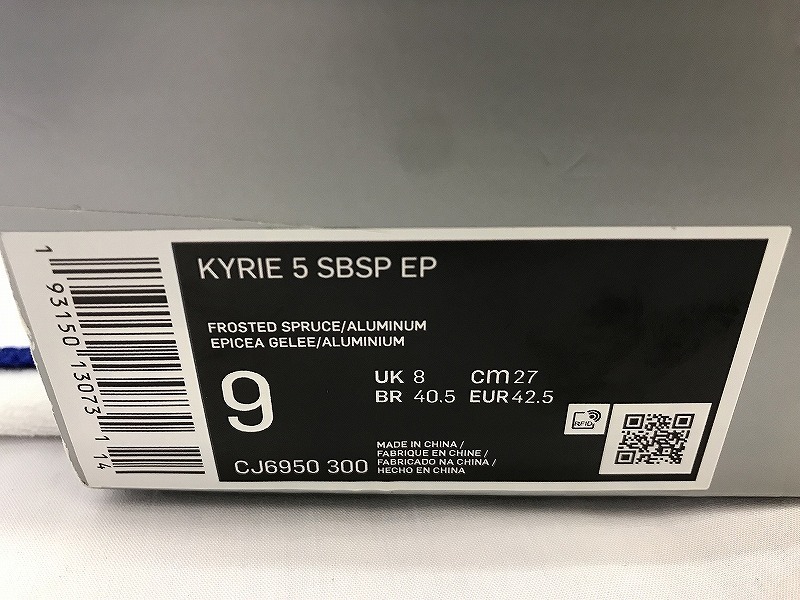 KYRIE 5 SBSP EP
FROSTED SPRUCE/ALUMINUM
EPICEA GELEE/ALUMINIUM
9
UK 8 cm 27
BR 40.5 EUR 42.5
RFID
CJ6950 300
MADE IN CHINA /
FABRIQUE EN CHINE /
FABRICADO NA CHINA /
HECHO EN CHINA
1 93150 13073 1 14